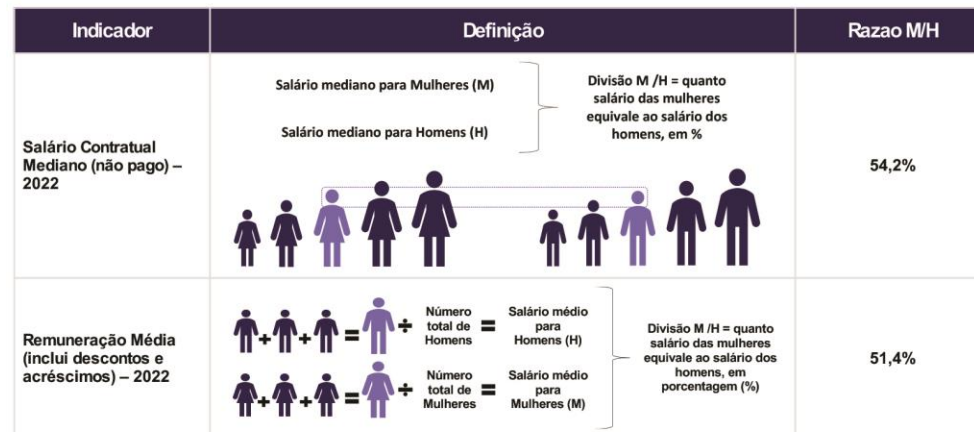 Indicador
Definição
Razao M/H
Salário Contratual
Mediano (não pago) –
2022
Salário mediano para Mulheres (M)
Salário mediano para Homens (H)
Divisão M /H = quanto
salário das mulheres
equivale ao salário dos
homens, em %
54,2%
Remuneração Média
(inclui descontos e
acréscimos) – 2022
+ + = ÷
Número
total de
Homens
=
Salário médio
para
Homens (H)
+ + = ÷
Número
total de
Mulheres
=
Salário médio
para
Mulheres (M)
Divisão M /H = quanto
salário das mulheres
equivale ao salário dos
homens, em
porcentagem (%)
51,4%